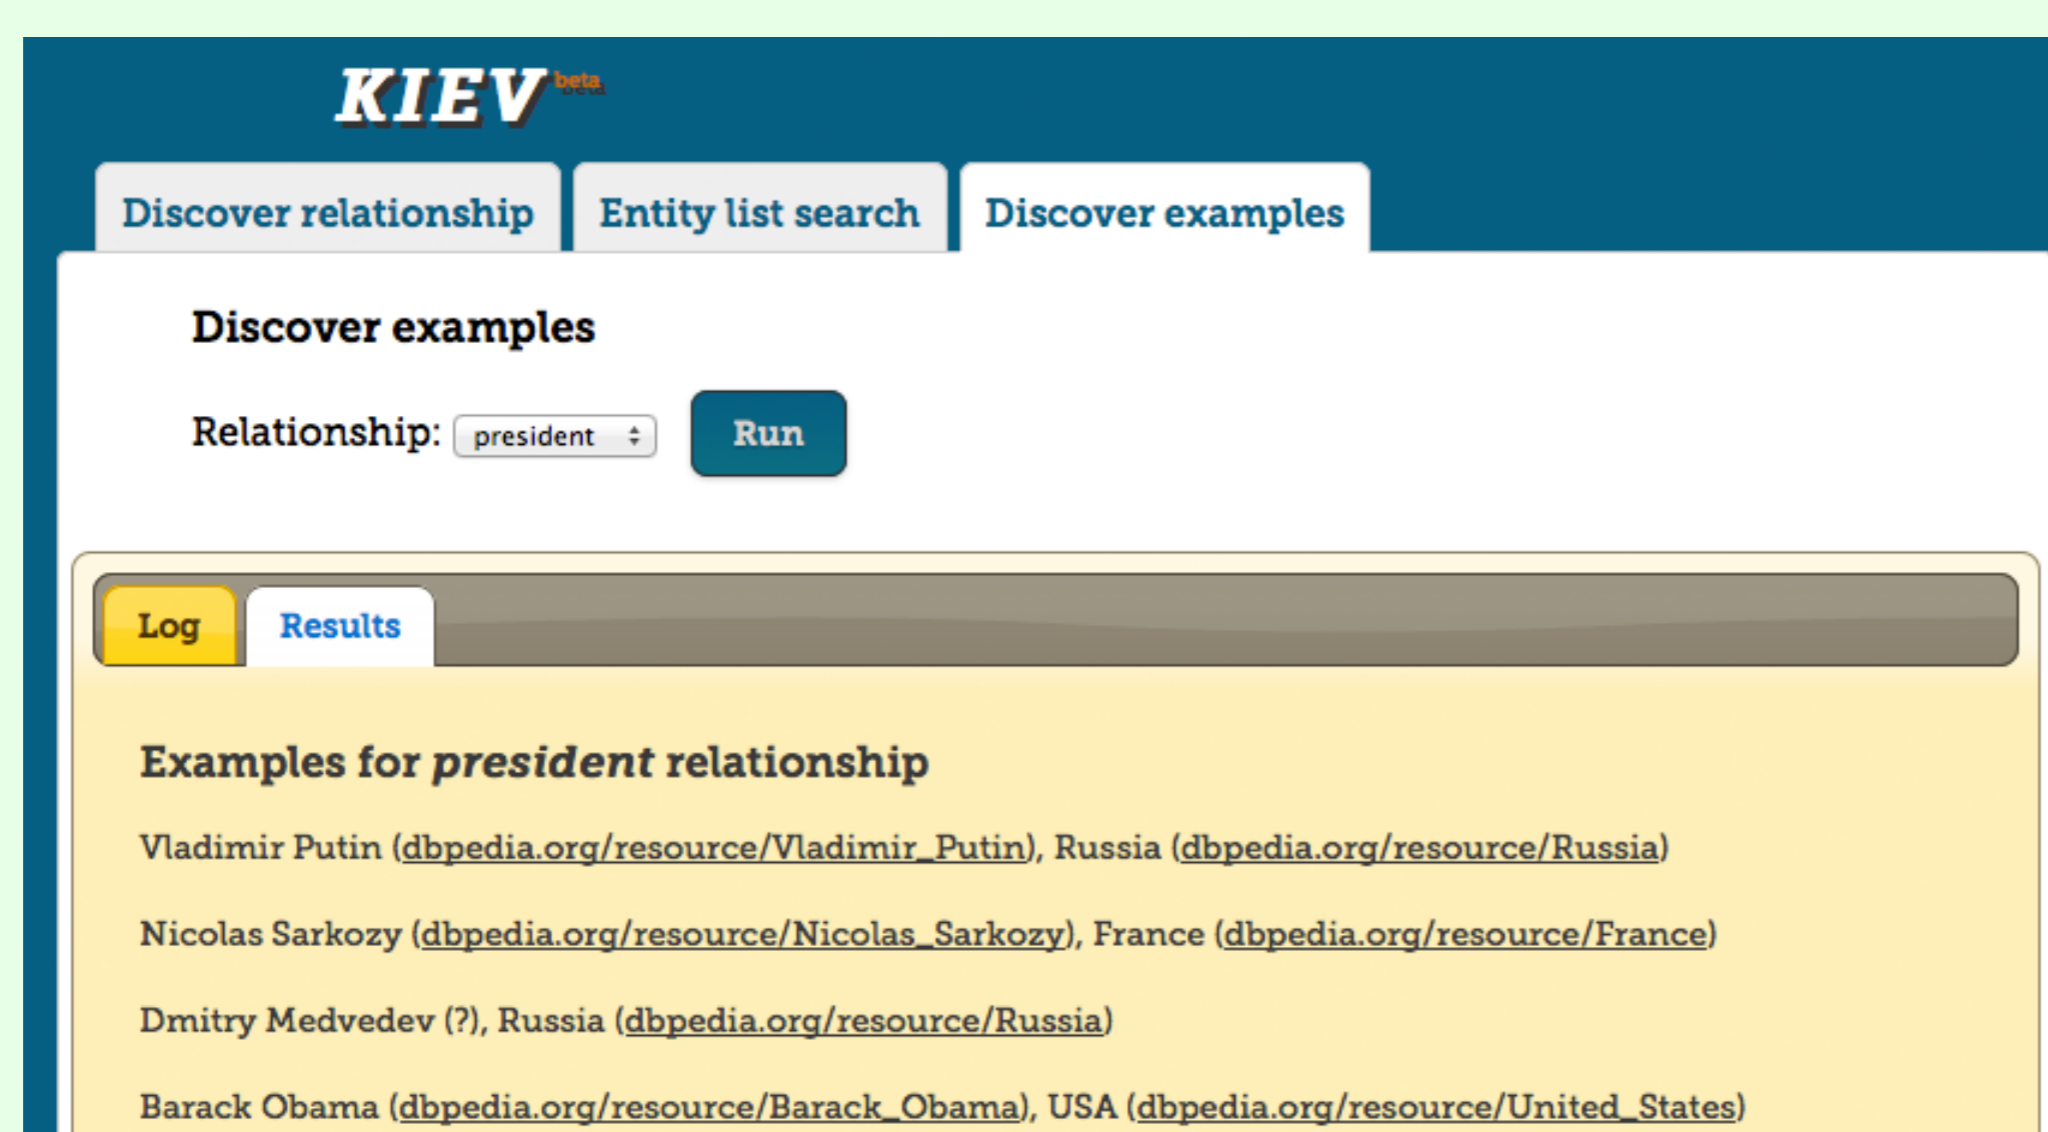 KIEV beta
Discover relationship Entity list search Discover examples
Discover examples
Relationship: president Run
Log Results
Examples for president relationship
Vladimir Putin (dbpedia.org/resource/Vladimir_Putin), Russia (dbpedia.org/resource/Russia)
Nicolas Sarkozy (dbpedia.org/resource/Nicolas_Sarkozy), France (dbpedia.org/resource/France)
Dmitry Medvedev (?), Russia (dbpedia.org/resource/Russia)
Barack Obama (dbpedia.org/resource/Barack_Obama), USA (dbpedia.org/resource/United_States)